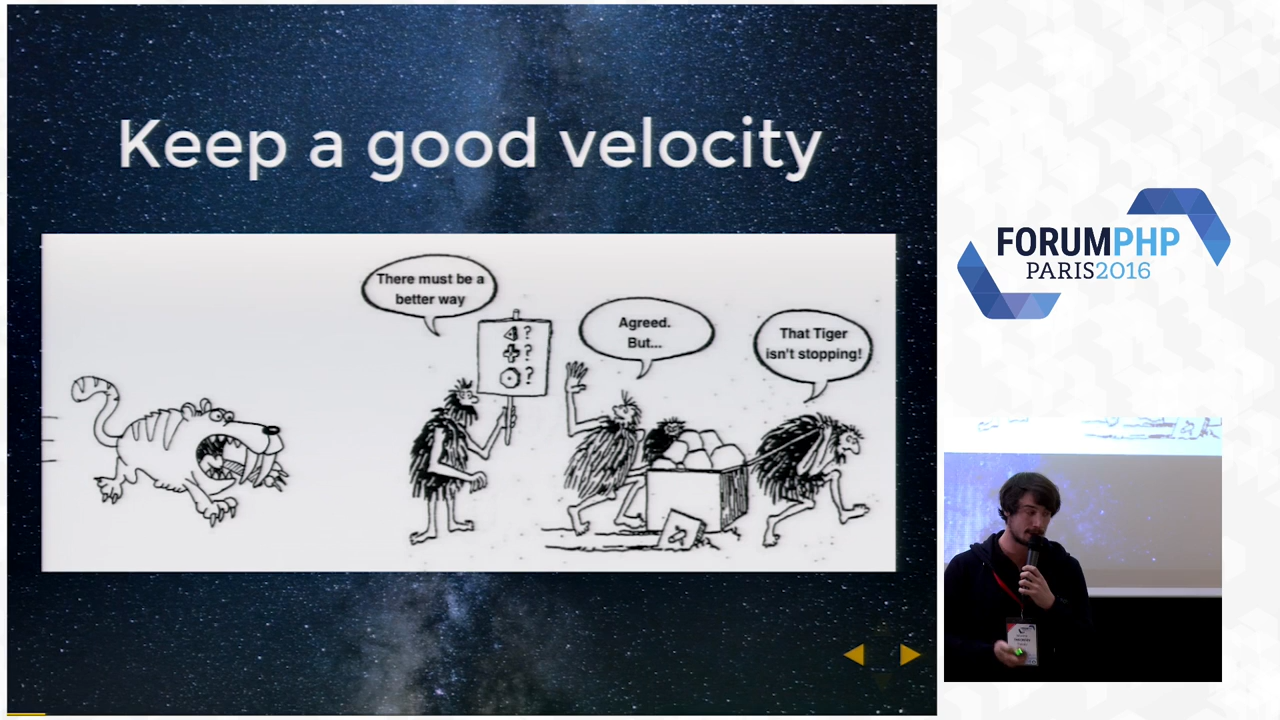 Keep a good velocity
There must be a
better way
?
?
?
Agreed.
But...
That Tiger
isn't stopping!
FORUMPHP
PARIS2016